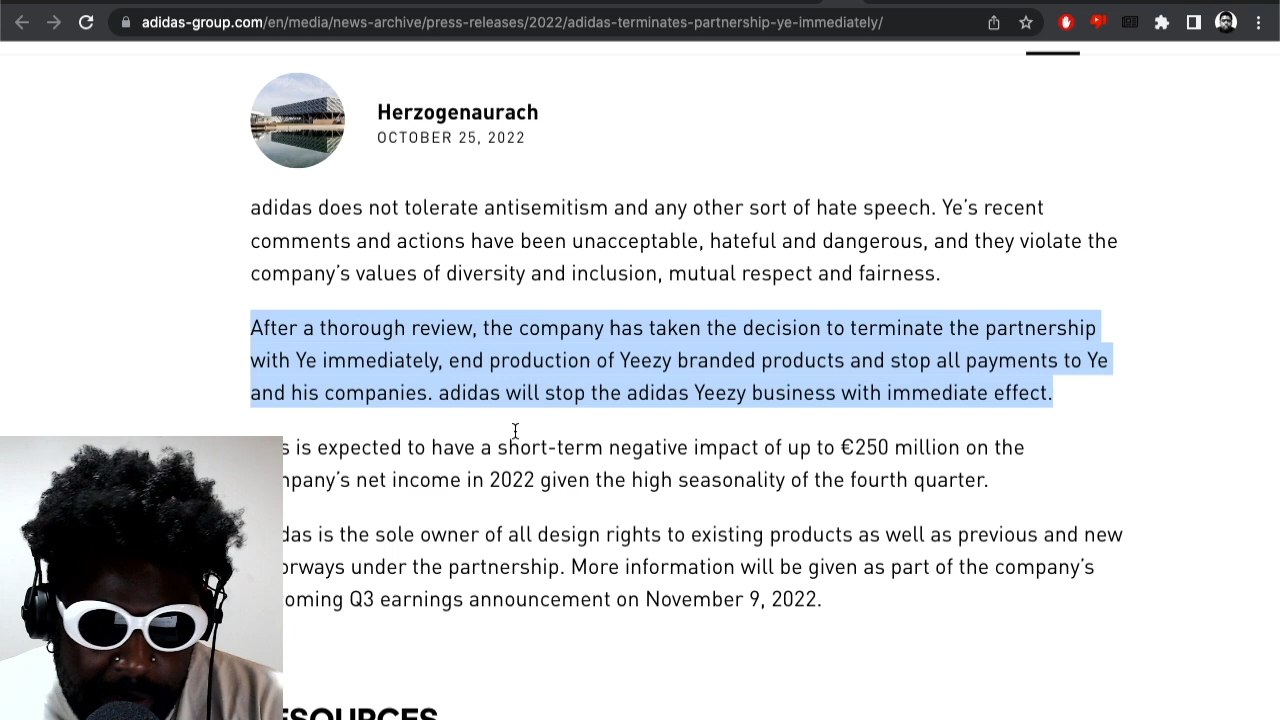 adidas-group.com/en/media/news-archive/press-releases/2022/adidas-terminates-partnership-ye-immediately/
Herzogenaurach
OCTOBER 25, 2022
adidas does not tolerate antisemitism and any other sort of hate speech. Ye's recent
comments and actions have been unacceptable, hateful and dangerous, and they violate the
company's values of diversity and inclusion, mutual respect and fairness.
After a thorough review, the company has taken the decision to terminate the partnership
with Ye immediately, end production of Yeezy branded products and stop all payments to Ye
and his companies. adidas will stop the adidas Yeezy business with immediate effect.
is expected to have a short-term negative impact of up to €250 million on the
net income in 2022 given the high seasonality of the fourth quarter.
is the sole owner of all design rights to existing products as well as previous and new
under the partnership. More information will be given as part of the company's
Q3 earnings announcement on November 9, 2022.